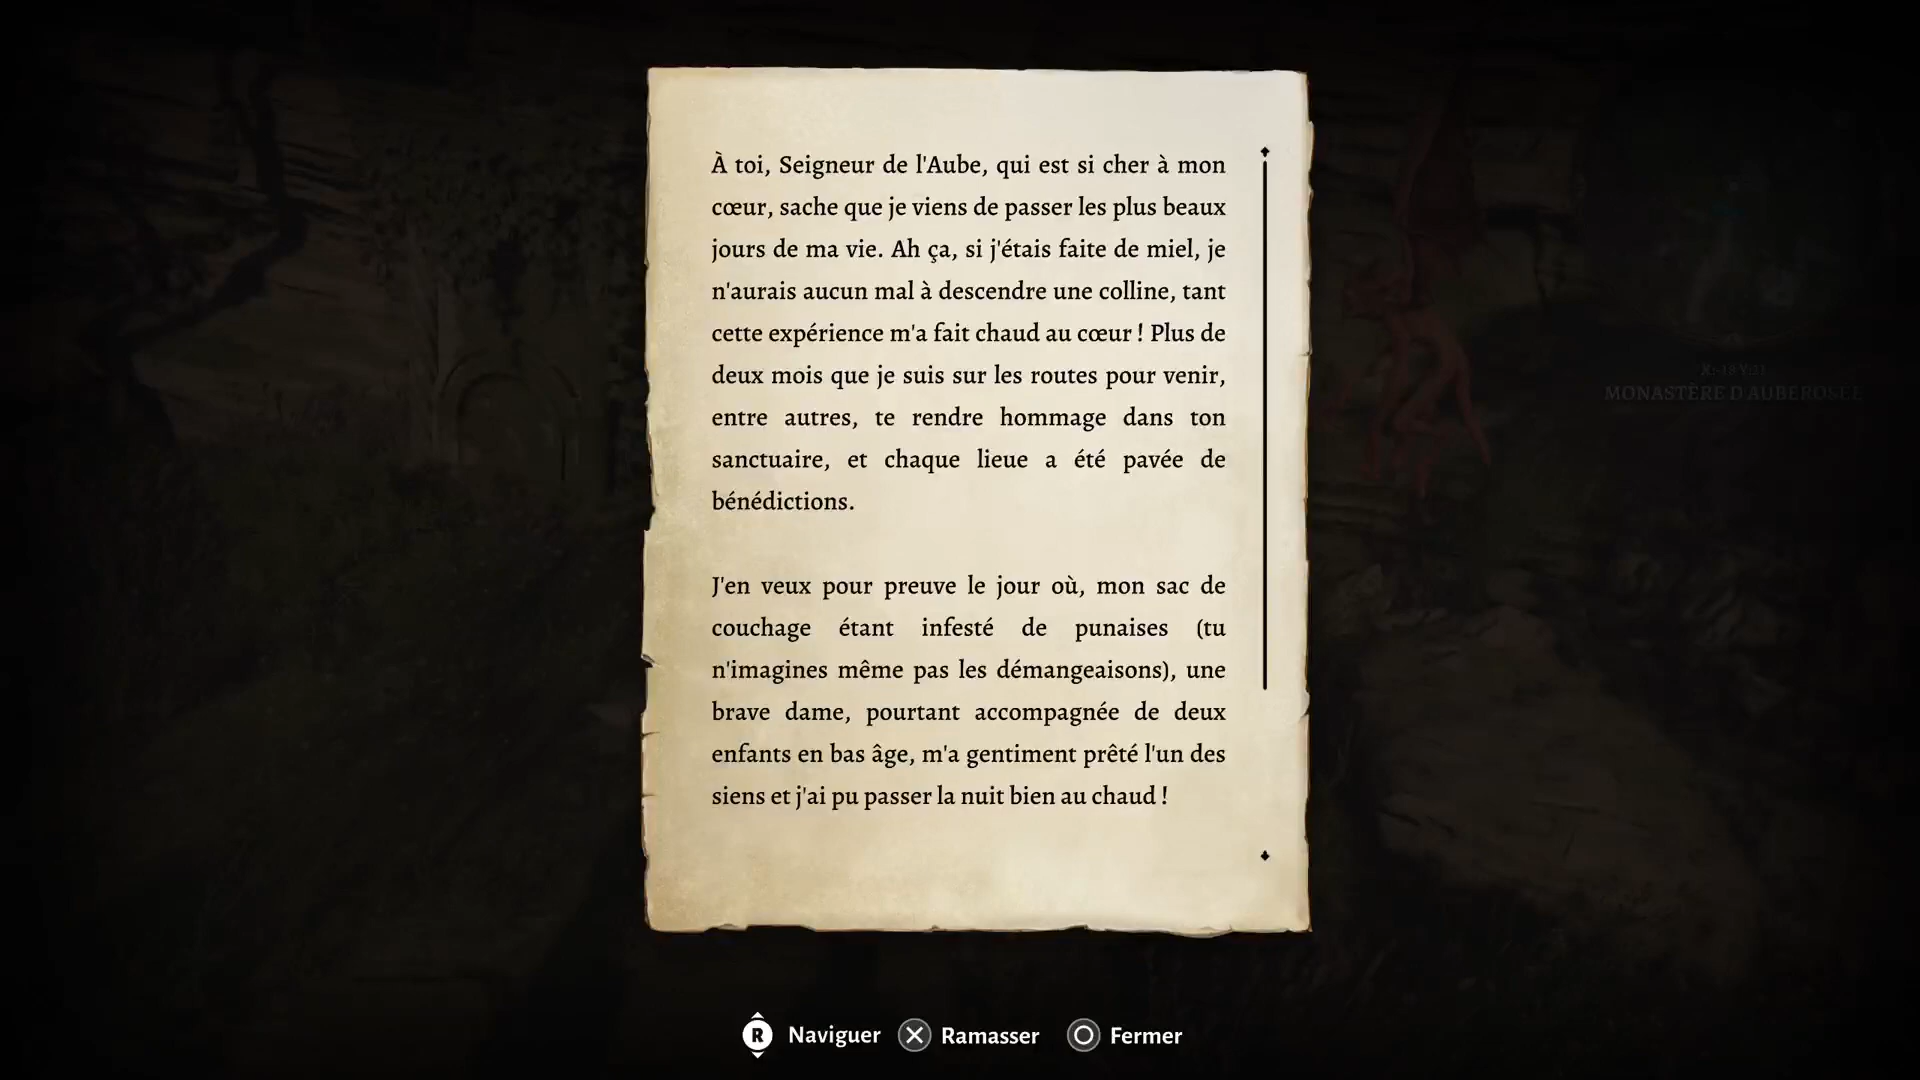 À toi, Seigneur de l'Aube, qui est si cher à mon
cœur, sache que je viens de passer les plus beaux
jours de ma vie. Ah ça, si j'étais faite de miel, je
n'aurais aucun mal à descendre une colline, tant
cette expérience m'a fait chaud au cœur ! Plus de
deux mois que je suis sur les routes pour venir,
entre autres, te rendre hommage dans ton
sanctuaire, et chaque lieue a été pavée de
bénédictions.
J'en veux pour preuve le jour où, mon sac de
couchage étant infesté de punaises (tu
n'imagines même pas les démangeaisons), une
brave dame, pourtant accompagnée de deux
enfants en bas âge, m'a gentiment prêté l'un des
siens et j'ai pu passer la nuit bien au chaud !
MONASTÈRE D'AUBEROSÉE
R Naviguer Ramasser Fermer